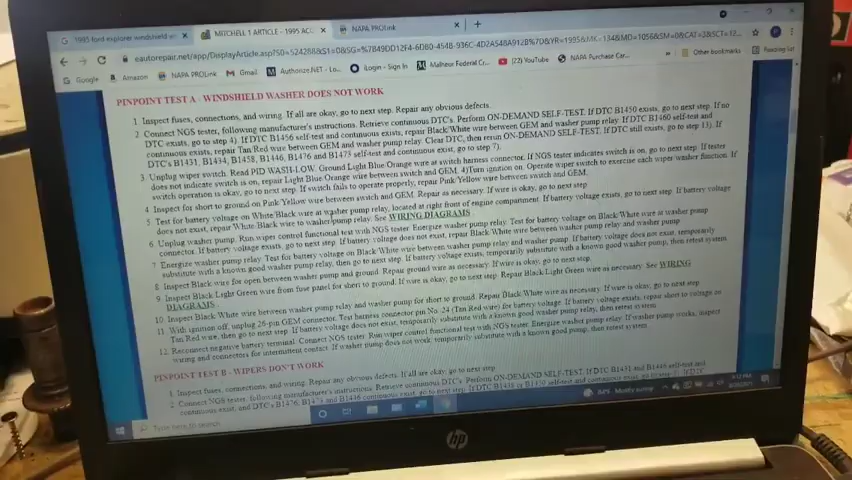 1995 ford explorer windshield w
MITCHELL 1 ARTICLE - 1995 ACC
NAPA PROLink
eautorepair.net/app/DisplayArticle.asp?
Google Amazon NAPA PROLink Gmail Authorize.NET - Lo... iLogin - Sign In Malheur Federal Cr... (22) YouTube NAPA Purchase Car... Other bookmarks Reading list
PINPOINT TEST A - WINDSHIELD WASHER DOES NOT WORK
1 Inspect fuses, connections, and wiring. If all are okay, go to next step. Repair any obvious defects.
2 Connect NGS tester, following manufacturer's instructions. Retrieve continuous DTC's. Perform ON-DEMAND SELF-TEST. If DTC B1450 exists, go to next step. If no
DTC exists, go to step 4). If DTC B1456 self-test and continuous exists, repair Black/White wire between GEM and washer pump relay. If DTC B1460 self-test and
continuous exists, repair Tan/Red wire between GEM and washer pump relay. Clear DTC, then rerun ON-DEMAND SELF-TEST. If DTC still exists, go to step 13). If
DTC's B1431, B1434, B1458, B1446, B1476 and B1473 self-test and continuous exist, go to step 7).
3 Unplug wiper switch. Read PID WASH-LOW. Ground Light Blue/Orange wire at switch harness connector. If NGS tester indicates switch is on, go to next step. If tester
does not indicate switch is on, repair Light Blue/Orange wire between switch and GEM. 4)Turn ignition on. Operate wiper switch to exercise each wiper/washer function. If
switch operation is okay, go to next step. If switch fails to operate properly, repair Pink/Yellow wire between switch and GEM.
4 Inspect for short to ground on Pink/Yellow wire between switch and GEM. Repair as necessary. If wire is okay, go to next step
5 Test for battery voltage on White/Black wire at washer pump relay, located at right front of engine compartment. If battery voltage exists, go to next step. If battery voltage
does not exist, repair White/Black wire to washer pump relay. See WIRING DIAGRAMS
6 Unplug washer pump. Run wiper control functional test with NGS tester. Energize washer pump relay. Test for battery voltage on Black/White wire at washer pump
connector. If battery voltage exists, go to next step. If battery voltage does not exist, repair Black/White wire between washer pump relay and washer pump
7 Energize washer pump relay. Test for battery voltage on Black/White wire between washer pump relay and washer pump. If battery voltage does not exist, temporarily
substitute with a known good washer pump relay, then go to next step. If battery voltage exists, temporarily substitute with a known good washer pump, then retest system
8 Inspect Black wire for open between washer pump and ground. Repair ground wire as necessary. If wire is okay, go to next step.
9 Inspect Black/Light Green wire from fuse panel for short to ground. If wire is okay, go to next step. Repair Black/Light Green wire as necessary. See WIRING
DIAGRAMS
10 Inspect Black/White wire between washer pump relay and washer pump for short to ground. Repair Black/White wire as necessary. If wire is okay, go to next step
11 With ignition off, unplug 26-pin GEM connector. Test harness connector pin No. 24 (Tan/Red wire) for battery voltage. If battery voltage exists, repair short to voltage on
Tan/Red wire, then go to next step. If battery voltage does not exist, temporarily substitute with a known good washer pump relay, then retest system
12 Reconnect negative battery terminal. Connect NGS tester. Run wiper control functional test with NGS tester. Energize washer pump relay. If washer pump works, inspect
wiring and connectors for intermittent contact. If washer pump does not work, temporarily substitute with a known good washer pump, then retest system
PINPOINT TEST B - WIPERS DON'T WORK
1 Inspect fuses, connections, and wiring. Repair any obvious defects. If all are okay, go to next step
2 Connect NGS tester, following manufacturer's instructions. Retrieve continuous DTC's. Perform ON-DEMAND SELF-TEST. If DTC's B1431 and B1446 self-test and
Type here to search
Mostly sunny
hp